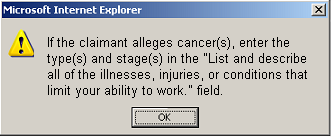 Microsoft Internet Explorer
If the claimant alleges cancer(s), enter the
type(s) and stage(s) in the "List and describe
all of the illnesses, injuries, or conditions that
limit your ability to work." field.
OK